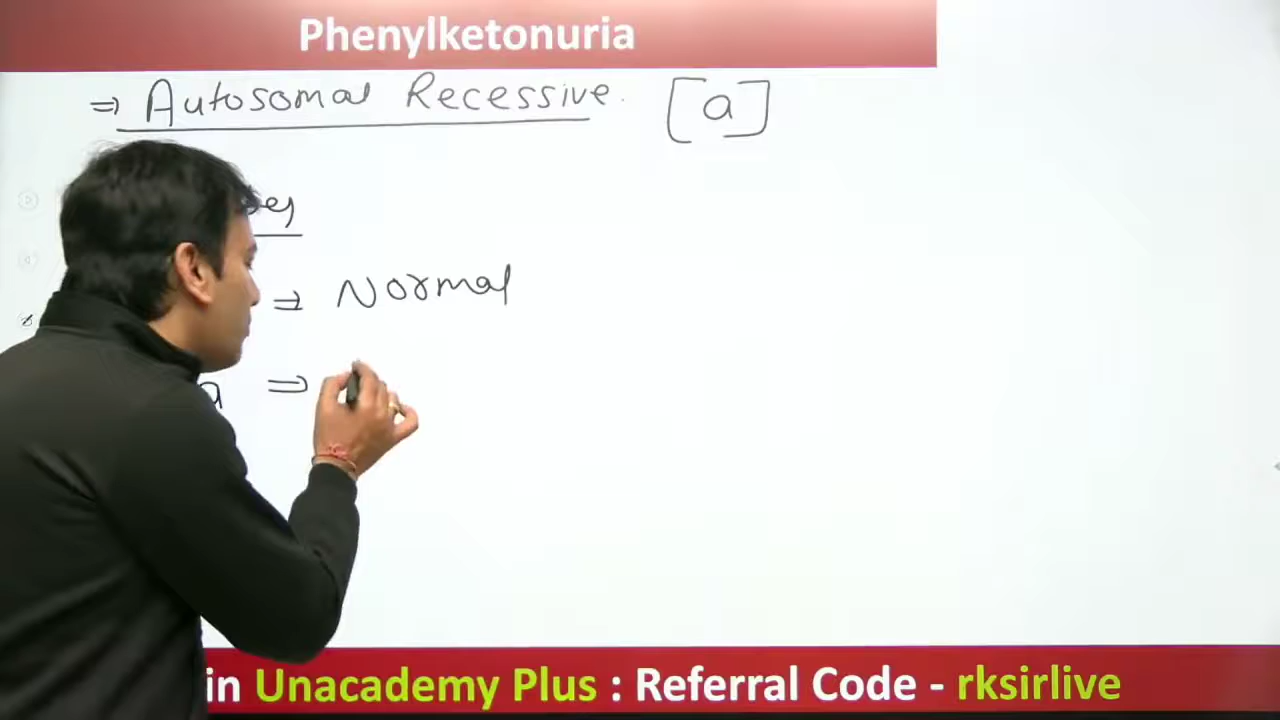 Phenylketonuria
⇒ Autosomal Recessive. [a]
⇒ Normal
a ⇒
in Unacademy Plus : Referral Code - rksirlive